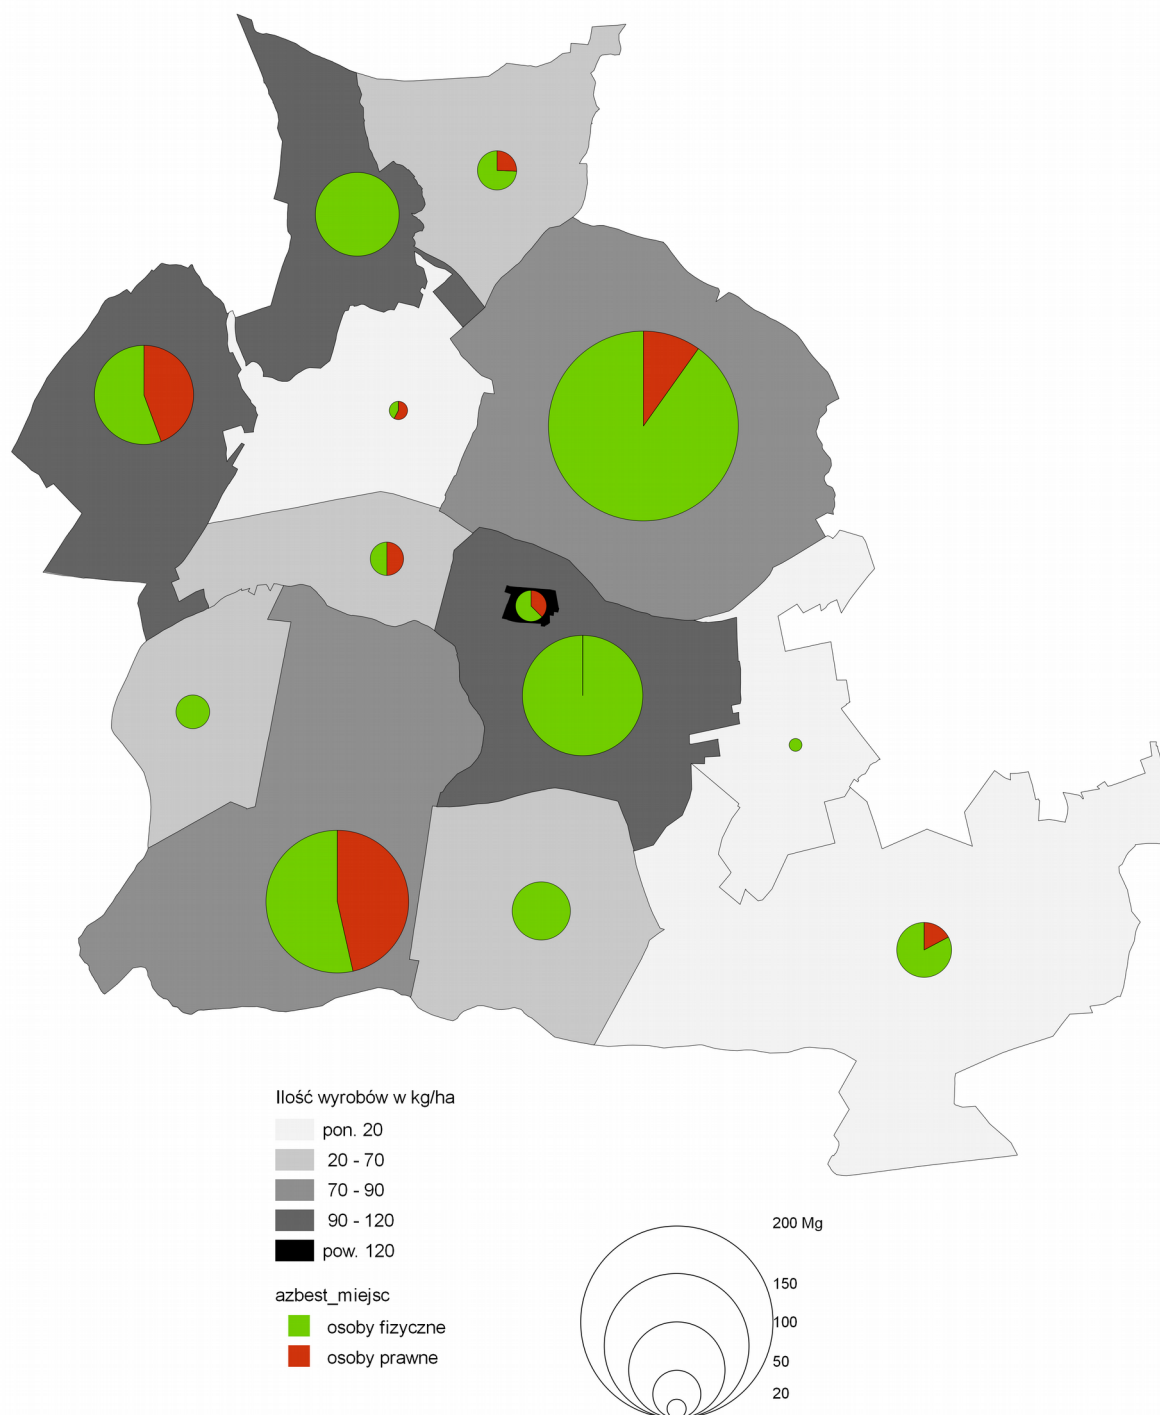 Ilość wyrobów w kg/ha
pon. 20
20 - 70
70 - 90
90 - 120
pow. 120
azbest_miejsc
osoby fizyczne
osoby prawne
200 Mg
150
100
50
20